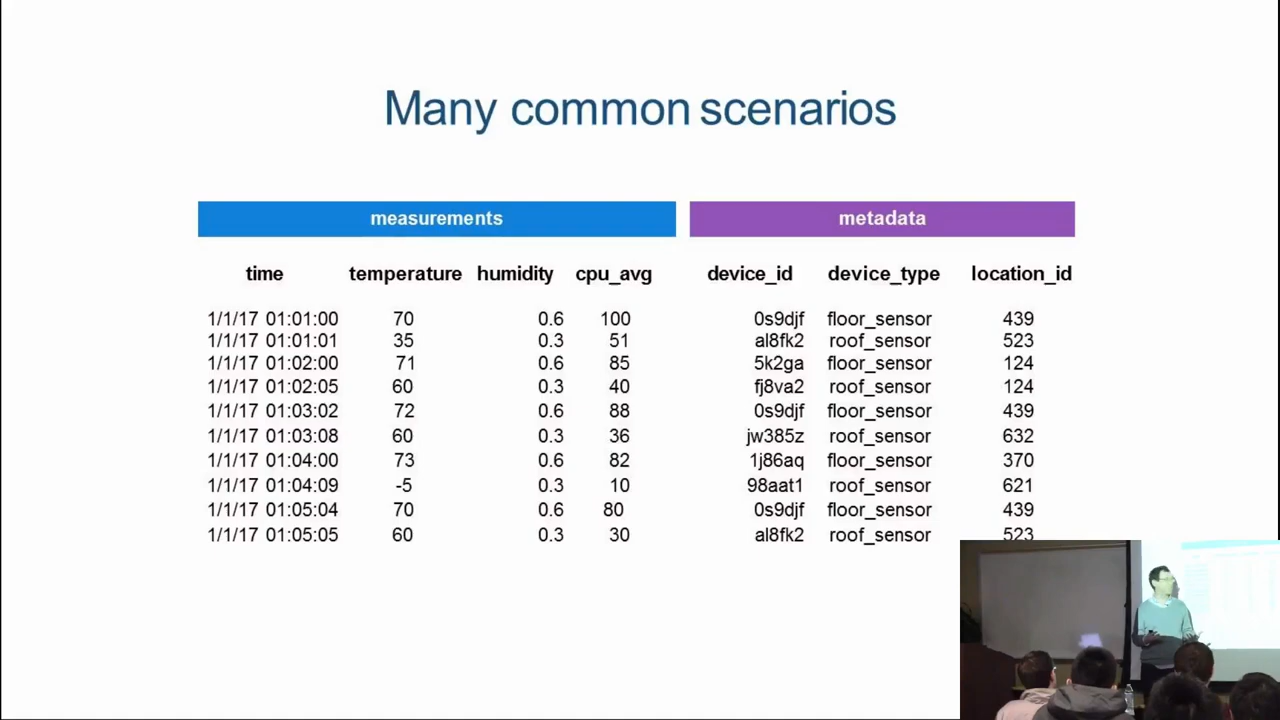 Many common scenarios
measurements metadata
time temperature humidity cpu_avg device_id device_type location_id
1/1/17 01:01:00 70 0.6 100 0s9djf floor_sensor 439
1/1/17 01:01:01 35 0.3 51 al8fk2 roof_sensor 523
1/1/17 01:02:00 71 0.6 85 5k2ga floor_sensor 124
1/1/17 01:02:05 60 0.3 40 fj8va2 roof_sensor 124
1/1/17 01:03:02 72 0.6 88 0s9djf floor_sensor 439
1/1/17 01:03:08 60 0.3 36 jw385z roof_sensor 632
1/1/17 01:04:00 73 0.6 82 1j86aq floor_sensor 370
1/1/17 01:04:09 -5 0.3 10 98aat1 roof_sensor 621
1/1/17 01:05:04 70 0.6 80 0s9djf floor_sensor 439
1/1/17 01:05:05 60 0.3 30 al8fk2 roof_sensor 523